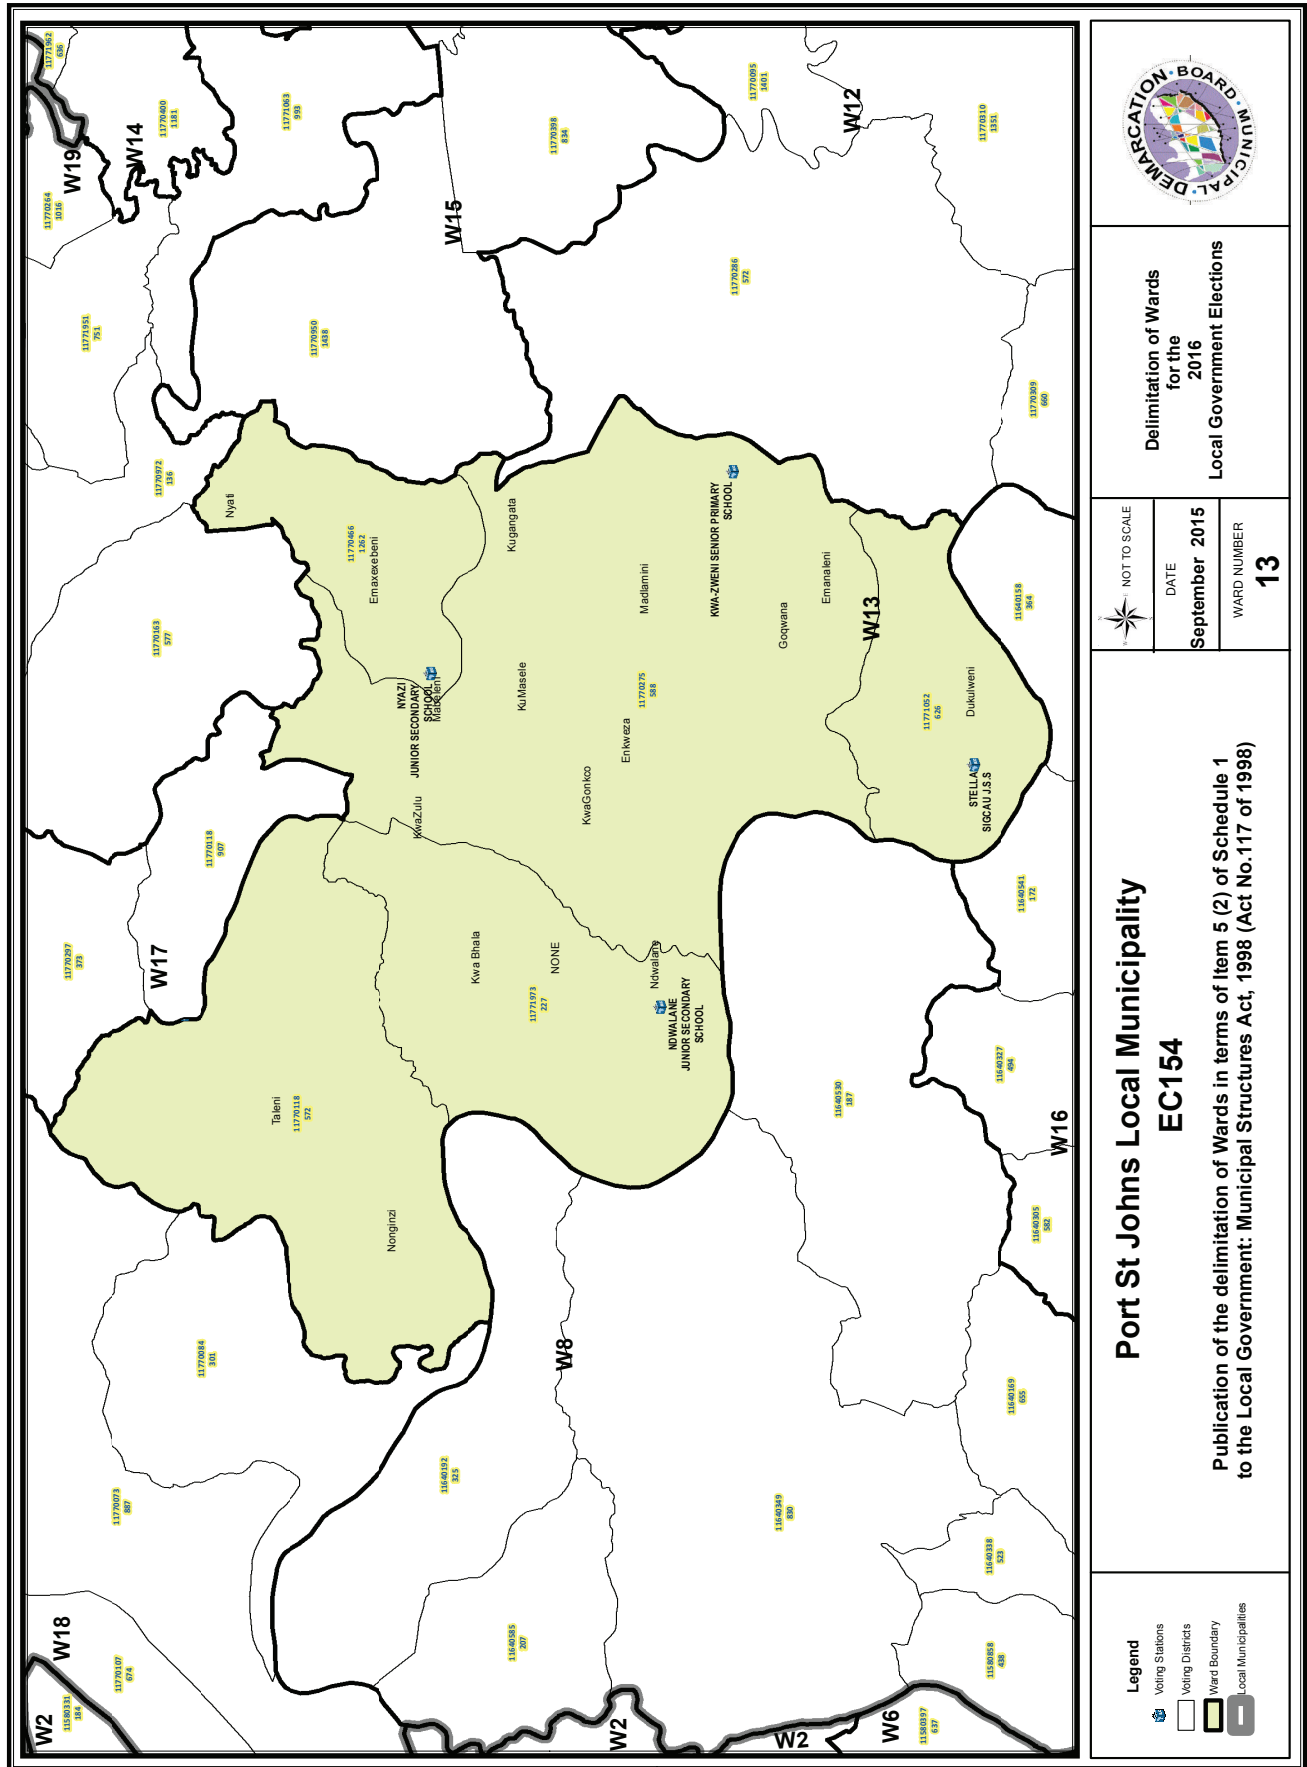 W2
11580331
184
W18
11770107
674
11770073
887
11770084
301
11770297
373
W17
11770118
907
11770163
577
11770972
136
11771951
751
11770264
1016
W19
11771962
636
W14
11770400
1181
11771063
993
11770950
1438
W15
11770398
834
11770095
1401
W12
11770310
1351
11770286
572
11770309
660
Nyati
11770466
1262
Emaxexebeni
Kugangata
NYAZI
JUNIOR SECONDARY
SCHOOL
Mabeleni
KwaZulu
KuMasele
Madlamini
KWA-ZWENI SENIOR PRIMARY
SCHOOL
11770275
588
Enkweza
KwaGonkco
Goqwana
Emanaleni
W13
11771052
626
Dukulweni
STELLA
SIGCAU J.S.S
11640158
364
Taleni
11770118
572
Nonginzi
Kwa Bhala
11771973
227
NONE
Ndwalane
NDWALANE
JUNIOR SECONDARY
SCHOOL
11640541
172
11640327
494
11640530
187
W16
11640305
582
W8
11640192
325
11640585
207
11640349
830
11640169
655
11640338
523
11580858
438
W2
W2
W6
11580397
637
Legend
Voting Stations
Voting Districts
Ward Boundary
Local Municipalities
Port St Johns Local Municipality
EC154
Publication of the delimitation of Wards in terms of Item 5 (2) of Schedule 1
to the Local Government: Municipal Structures Act, 1998 (Act No.117 of 1998)
N
E
S
W
NOT TO SCALE
DATE
September 2015
WARD NUMBER
13
Delimitation of Wards
for the
2016
Local Government Elections
MUNICIPAL • DEMARCATION • BOARD •